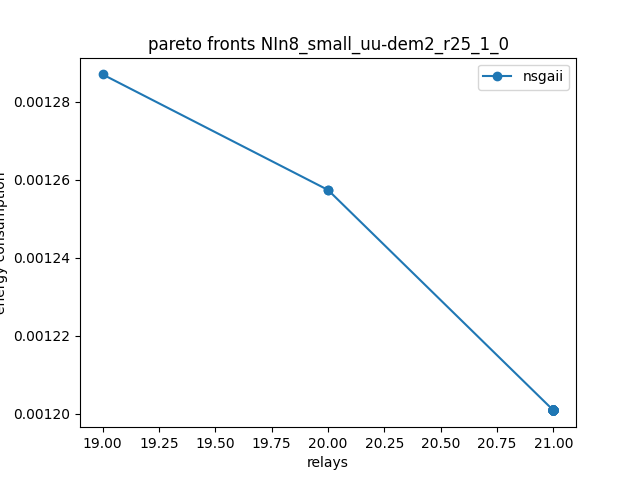 pareto fronts NIn8_small_uu-dem2_r25_1_0
nsgaii
0.00128
0.00126
0.00124
0.00122
0.00120
energy consumption
19.00 19.25 19.50 19.75 20.00 20.25 20.50 20.75 21.00
relays